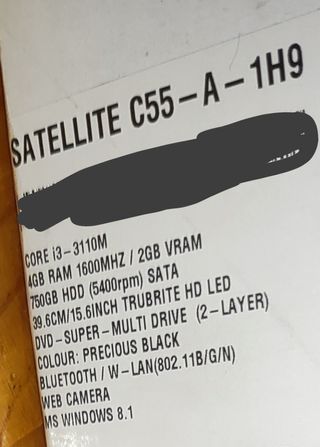 SATELLITE C55-A-1H9
CORE i3-3110M
4GB RAM 1600MHZ / 2GB VRAM
750GB HDD (5400rpm) SATA
39.6CM/15.6INCH TRUBRITE HD LED
DVD-SUPER-MULTI DRIVE (2-LAYER)
COLOUR: PRECIOUS BLACK
BLUETOOTH / W-LAN(802.11B/G/N)
WEB CAMERA
MS WINDOWS 8.1